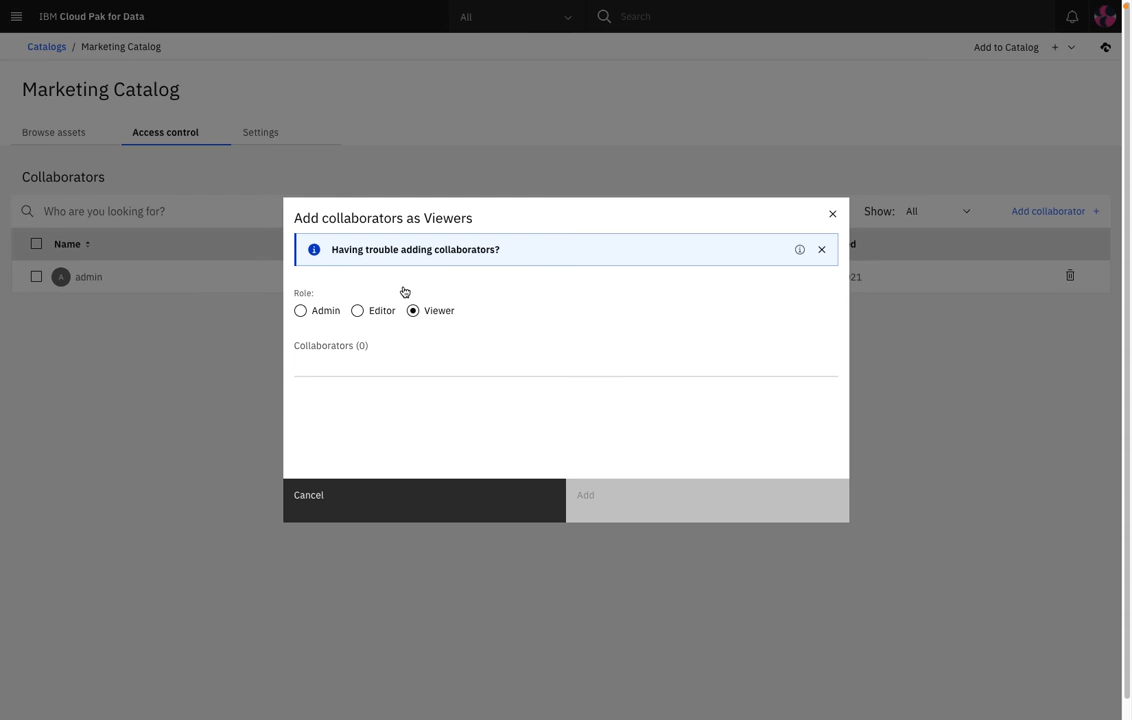 IBM Cloud Pak for Data
All
Search
Catalogs / Marketing Catalog
Add to Catalog +
Marketing Catalog
Browse assets
Access control
Settings
Collaborators
Who are you looking for?
Show: All
Add collaborator +
Name
d
A admin
21
Add collaborators as Viewers
Having trouble adding collaborators?
Role:
Admin
Editor
Viewer
Collaborators (0)
Cancel
Add